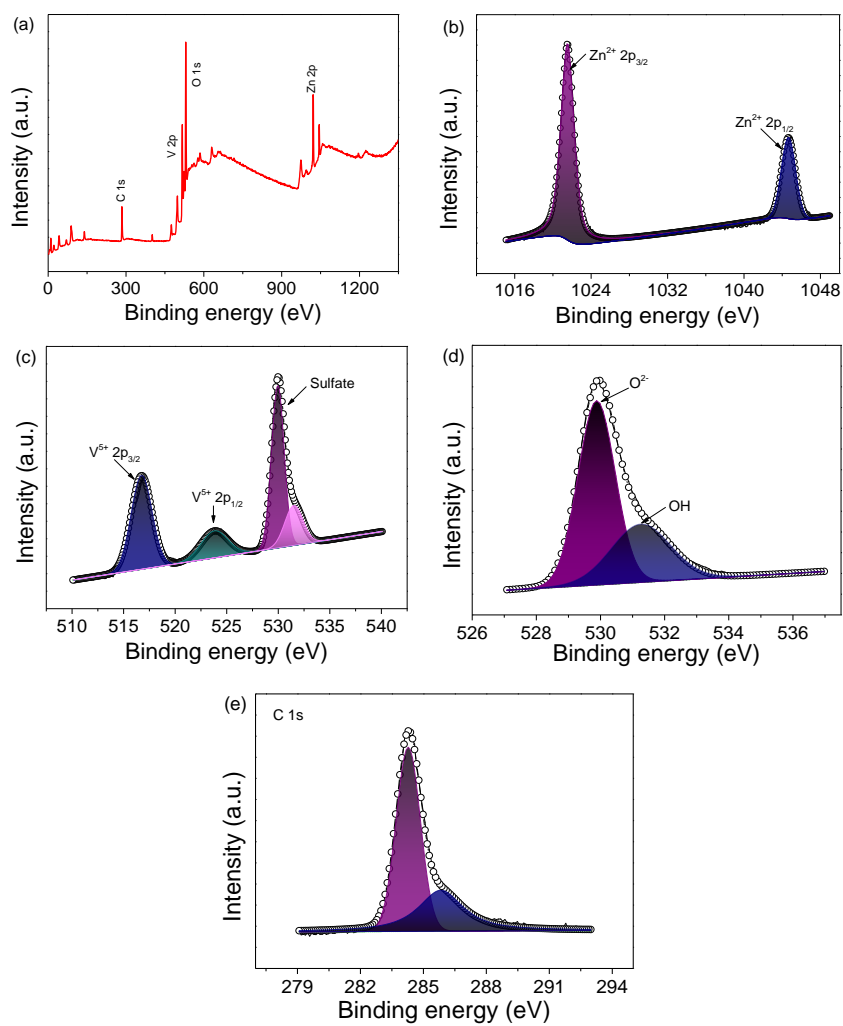 (a)
C 1s
V 2p
O 1s
Zn 2p
Intensity (a.u.)
0 300 600 900 1200
Binding energy (eV)
(b)
Zn²⁺ 2p₃/₂
Zn²⁺ 2p₁/₂
Intensity (a.u.)
1016 1024 1032 1040 1048
Binding energy (eV)
(c)
Sulfate
V⁵⁺ 2p₃/₂
V⁵⁺ 2p₁/₂
Intensity (a.u.)
510 515 520 525 530 535 540
Binding energy (eV)
(d)
O²⁻
OH
Intensity (a.u.)
526 528 530 532 534 536
Binding energy (eV)
(e)
C 1s
Intensity (a.u.)
279 282 285 288 291 294
Binding energy (eV)